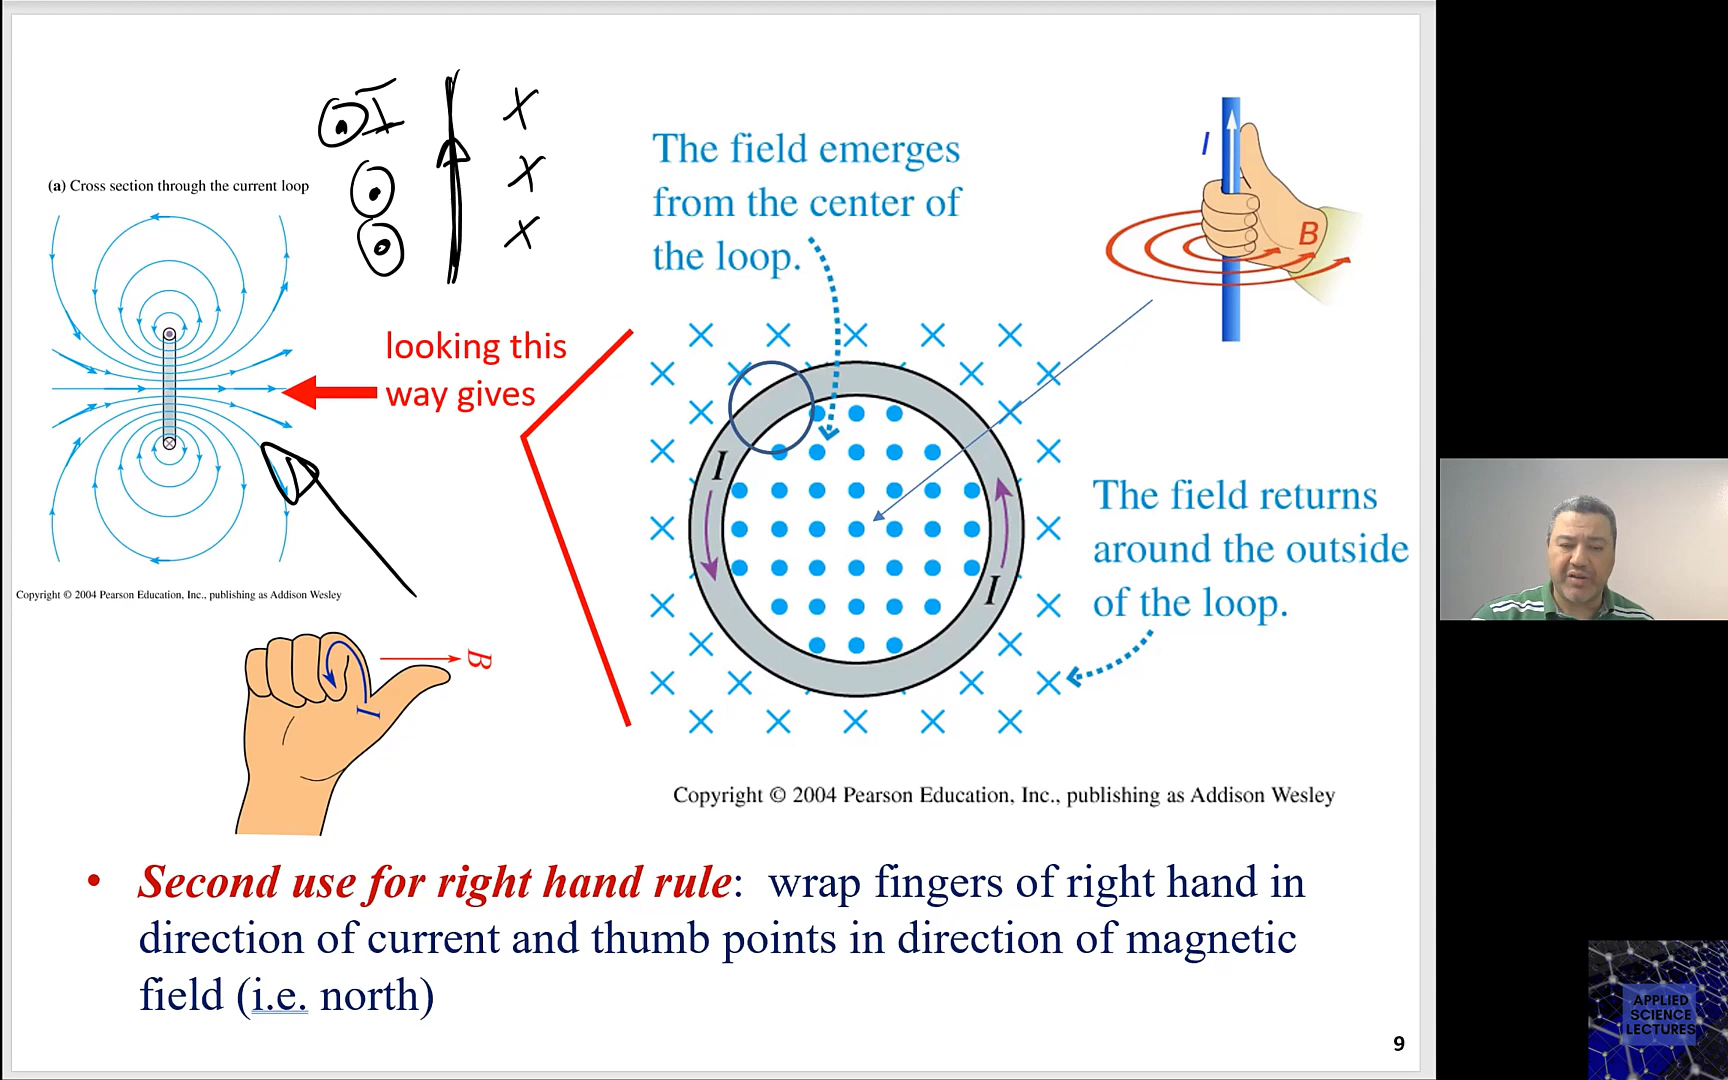 I
(a) Cross section through the current loop
looking this
way gives
The field emerges
from the center of
the loop.
I
B
I
I
The field returns
around the outside
of the loop.
Copyright © 2004 Pearson Education, Inc., publishing as Addison Wesley
B
I
Copyright © 2004 Pearson Education, Inc., publishing as Addison Wesley
• Second use for right hand rule: wrap fingers of right hand in
direction of current and thumb points in direction of magnetic
field (i.e. north)
9
APPLIED
SCIENCE
LECTURES